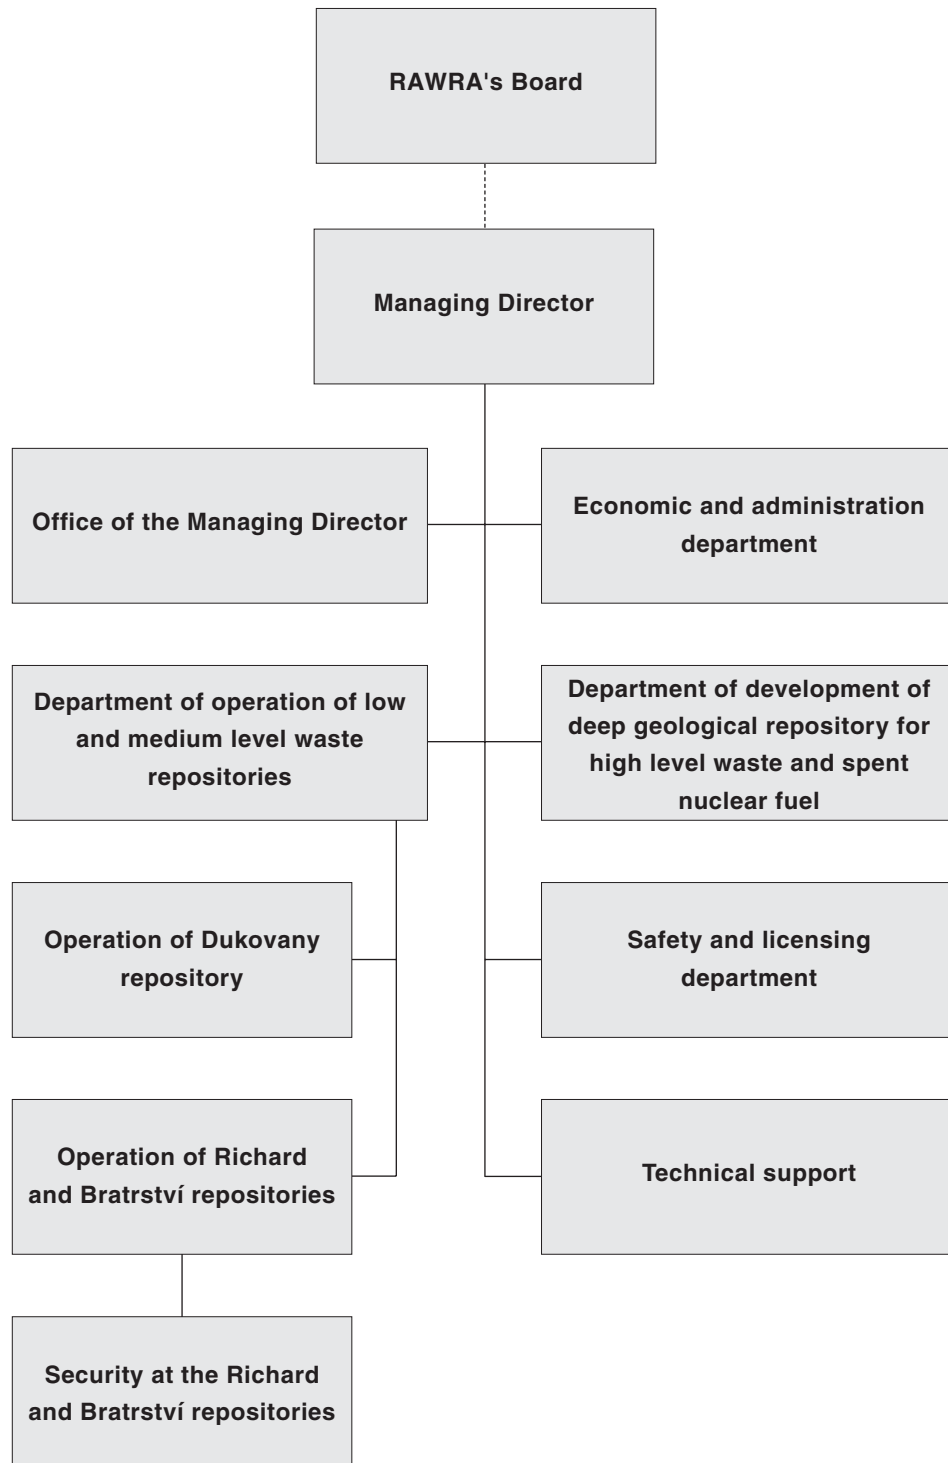 RAWRA's Board
Managing Director
Office of the Managing Director
Economic and administration
department
Department of operation of low
and medium level waste
repositories
Department of development of
deep geological repository for
high level waste and spent
nuclear fuel
Operation of Dukovany
repository
Safety and licensing
department
Operation of Richard
and Bratrství repositories
Technical support
Security at the Richard
and Bratrství repositories